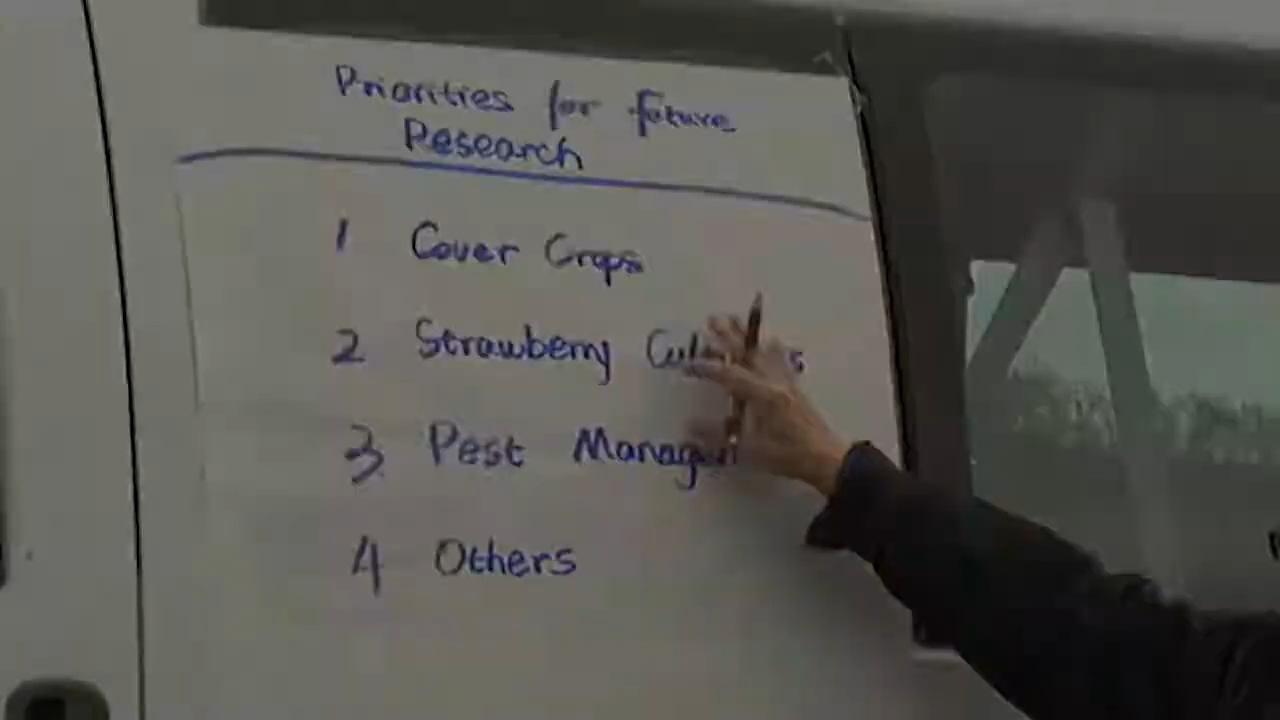 Priorities for future
Research
1 Cover Crops
2 Strawberry
3 Pest
4 Others